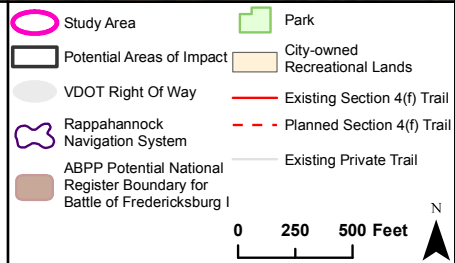 Study Area
Potential Areas of Impact
VDOT Right Of Way
Rappahannock
Navigation System
ABPP Potential National
Register Boundary for
Battle of Fredericksburg I
Park
City-owned
Recreational Lands
Existing Section 4(f) Trail
Planned Section 4(f) Trail
Existing Private Trail
N
0 250 500 Feet